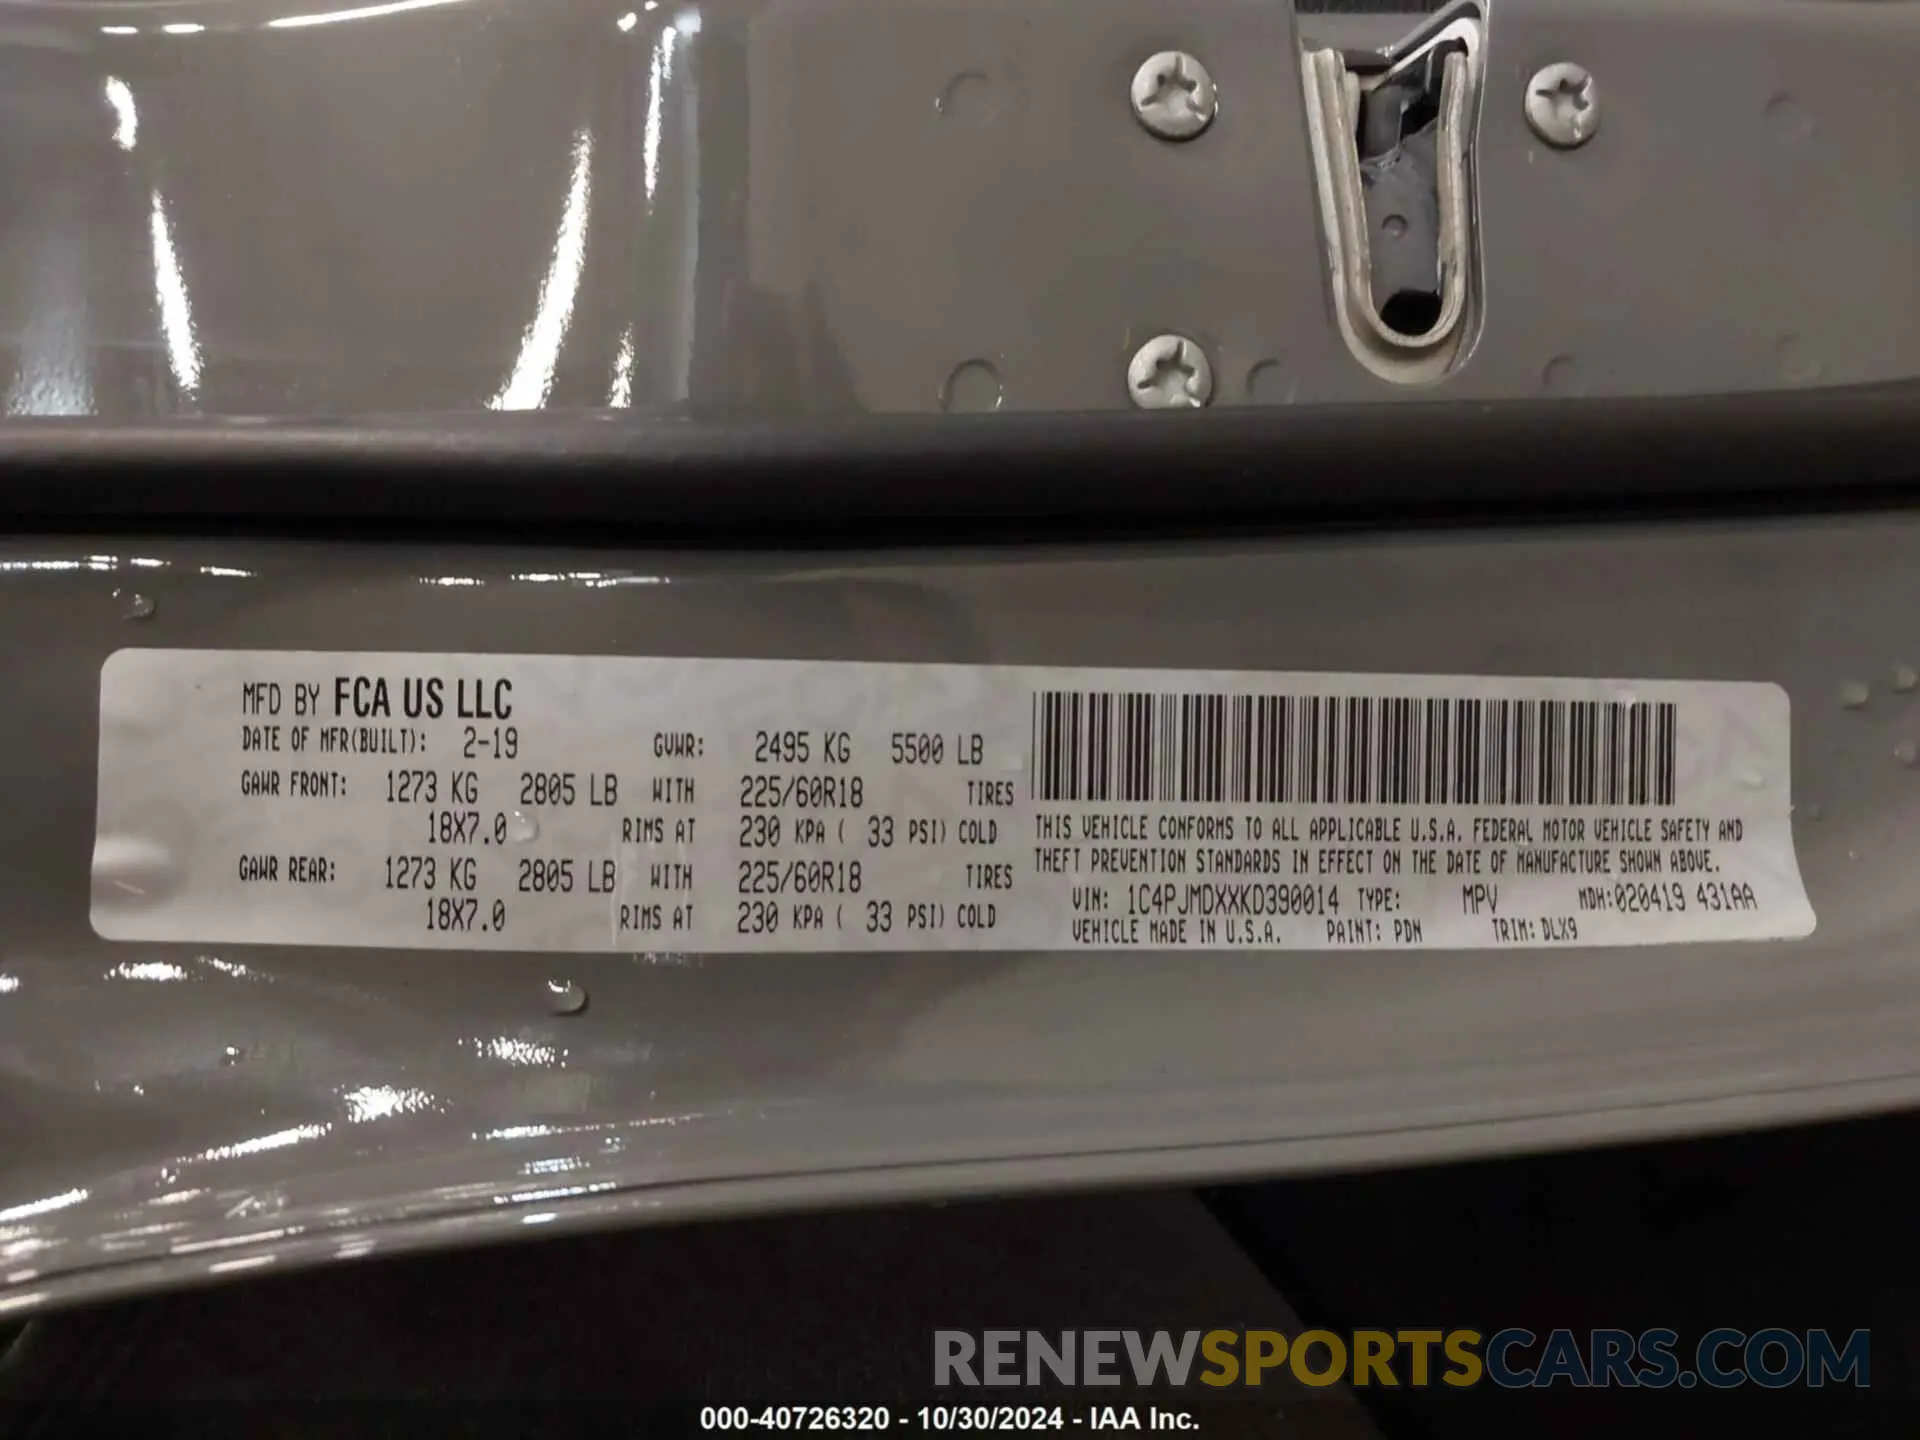 MFD BY FCA US LLC
DATE OF MFR(BUILT): 2-19 GVWR: 2495 KG 5500 LB
GAWR FRONT: 1273 KG 2805 LB WITH 225/60R18 TIRES
18X7.0 RIMS AT 230 KPA ( 33 PSI) COLD
GAWR REAR: 1273 KG 2805 LB WITH 225/60R18 TIRES
18X7.0 RIMS AT 230 KPA ( 33 PSI) COLD
THIS VEHICLE CONFORMS TO ALL APPLICABLE U.S.A. FEDERAL MOTOR VEHICLE SAFETY AND
THEFT PREVENTION STANDARDS IN EFFECT ON THE DATE OF MANUFACTURE SHOWN ABOVE.
VIN: 1C4PJMDXXKD390014 TYPE: MPV MDH:020419 431AA
VEHICLE MADE IN U.S.A. PAINT: PDN TRIM: DLX9
RENEWSPORTSCARS.COM
000-40726320 - 10/30/2024 - IAA Inc.